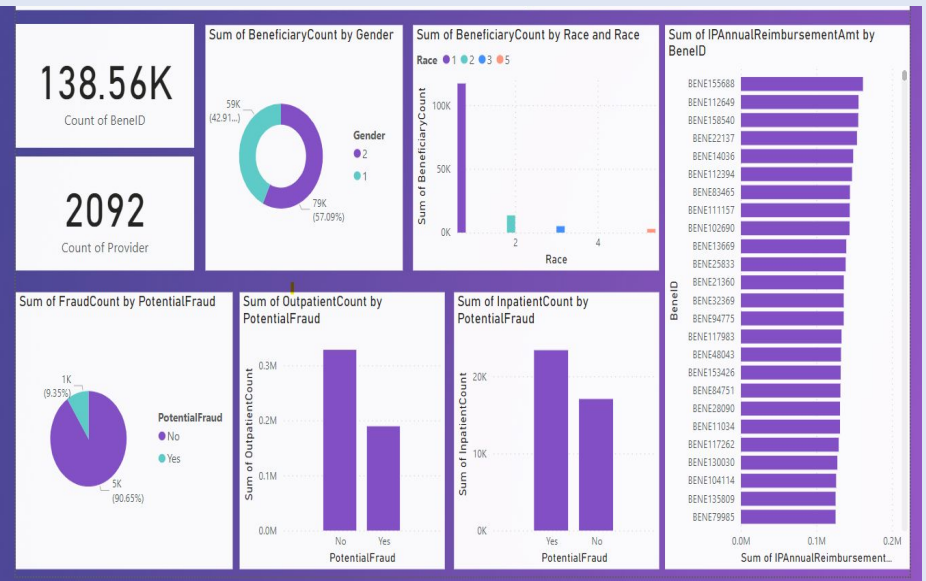 138.56K
Count of BeneID
2092
Count of Provider
Sum of BeneficiaryCount by Gender
59K
(42.91...)
79K
(57.09%)
Gender
2
1
Sum of BeneficiaryCount by Race and Race
Race 1 2 3 5
Sum of BeneficiaryCount
100K
50K
0K
2 4
Race
Sum of IPAnnualReimbursementAmt by
BeneID
BeneID
BENE155688
BENE112649
BENE158540
BENE22137
BENE14036
BENE112394
BENE83465
BENE111157
BENE102690
BENE13669
BENE25833
BENE21360
BENE32369
BENE94775
BENE117983
BENE48043
BENE153426
BENE84751
BENE28090
BENE11034
BENE117262
BENE130030
BENE104114
BENE135809
BENE79985
0.0M 0.1M 0.2M
Sum of IPAnnualReimbursement...
Sum of FraudCount by PotentialFraud
1K
(9.35%)
5K
(90.65%)
PotentialFraud
No
Yes
Sum of OutpatientCount by
PotentialFraud
Sum of OutpatientCount
0.3M
0.2M
0.1M
0.0M
No Yes
PotentialFraud
Sum of InpatientCount by
PotentialFraud
Sum of InpatientCount
20K
10K
0K
Yes No
PotentialFraud